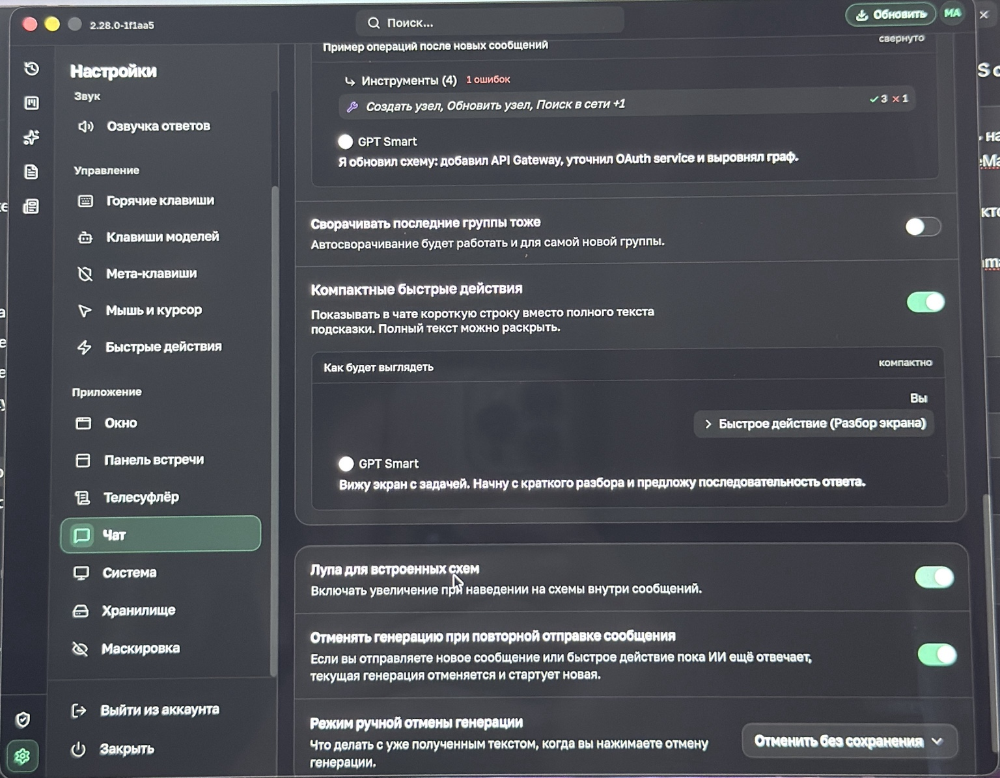 2.28.0-1f1aa5
Поиск...
Обновить
MA
Настройки
Звук
Озвучка ответов
Управление
Горячие клавиши
Клавиши моделей
Мета-клавиши
Мышь и курсор
Быстрые действия
Приложение
Окно
Панель встречи
Телесуфлёр
Чат
Система
Хранилище
Маскировка
Выйти из аккаунта
Закрыть
Пример операций после новых сообщений
свернуто
Инструменты (4) 1 ошибок
Создать узел, Обновить узел, Поиск в сети +1
3 × 1
GPT Smart
Я обновил схему: добавил API Gateway, уточнил OAuth service и выровнял граф.
Сворачивать последние группы тоже
Автосворачивание будет работать и для самой новой группы.
Компактные быстрые действия
Показывать в чате короткую строку вместо полного текста
подсказки. Полный текст можно раскрыть.
Как будет выглядеть
компактно
Вы
Быстрое действие (Разбор экрана)
GPT Smart
Вижу экран с задачей. Начну с краткого разбора и предложу последовательность ответа.
Лупа для встроенных схем
Включать увеличение при наведении на схемы внутри сообщений.
Отменять генерацию при повторной отправке сообщения
Если вы отправляете новое сообщение или быстрое действие пока ИИ ещё отвечает,
текущая генерация отменяется и стартует новая.
Режим ручной отмены генерации
Что делать с уже полученным текстом, когда вы нажимаете отмену
генерации.
Отменить без сохранения